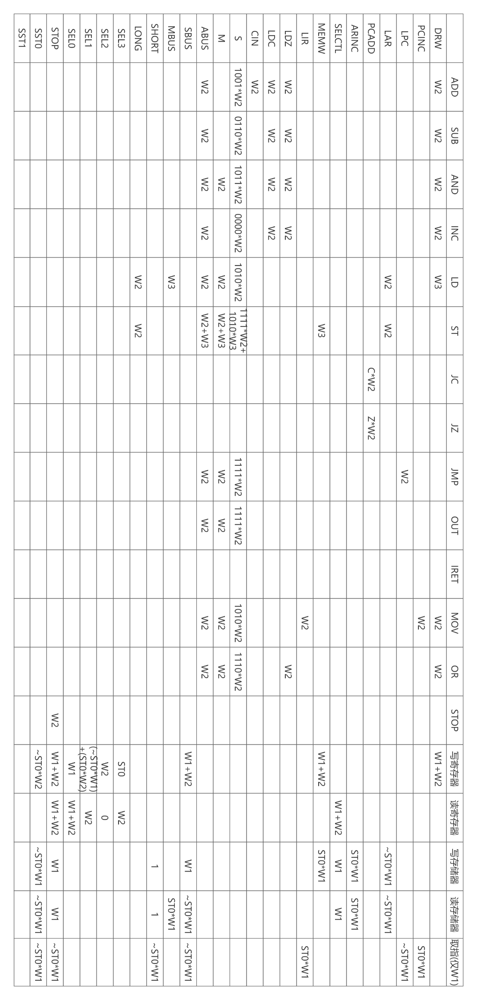 ADD SUB AND INC LD ST JC JZ JMP OUT IRET MOV OR STOP 写寄存器 读寄存器 写存储器 读存储器 取指(仅W1)
DRW W2 W2 W2 W2 W3 W2 W2 W1+W2
PCINC W2 ST0*W1
LPC W2 ~ST0*W1
LAR W2 W2 ~ST0*W1 ~ST0*W1
PCADD C*W2 Z*W2
ARINC ST0*W1 ST0*W1
SELCTL W1+W2 W1 W1
MEMW W3 W1+W2 ST0*W1
LIR W2 ST0*W1
LDZ W2 W2 W2 W2 W2
LDC W2 W2 W2 W2
CIN W2
S 1001*W2 0110*W2 1011*W2 0000*W2 1010*W2 1111*W2+ 1010*W3 1111*W2 1111*W2 1010*W2 1110*W2
M W2 W2 W2+W3 W2 W2 W2 W2
ABUS W2 W2 W2 W2 W2 W2+W3 W2 W2 W2 W2
SBUS W1+W2 W1 ~ST0*W1 ~ST0*W1
MBUS W3 ST0*W1
SHORT 1 1 ~ST0*W1
LONG W2 W2
SEL3 ST0 W2
SEL2 W2 0
SEL1 (~ST0*W1) +(ST0*W2) W2
SEL0 W1 W1+W2
STOP W2 W1+W2 W1+W2 W1 W1 ~ST0*W1
SST0 ~ST0*W2 ~ST0*W1 ~ST0*W1 ~ST0*W1
SST1